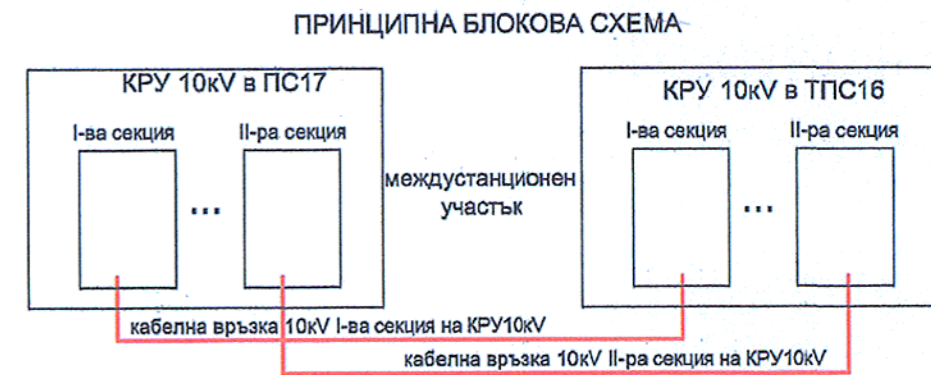 ПРИНЦИПНА БЛОКОВА СХЕМА
КРУ 10кV в ПС17
І-ва секция
ІІ-ра секция
...
междустанционен
участък
КРУ 10кV в ТПС16
І-ва секция
ІІ-ра секция
...
кабелна връзка 10кV І-ва секция на КРУ10кV
кабелна връзка 10кV ІІ-ра секция на КРУ10кV